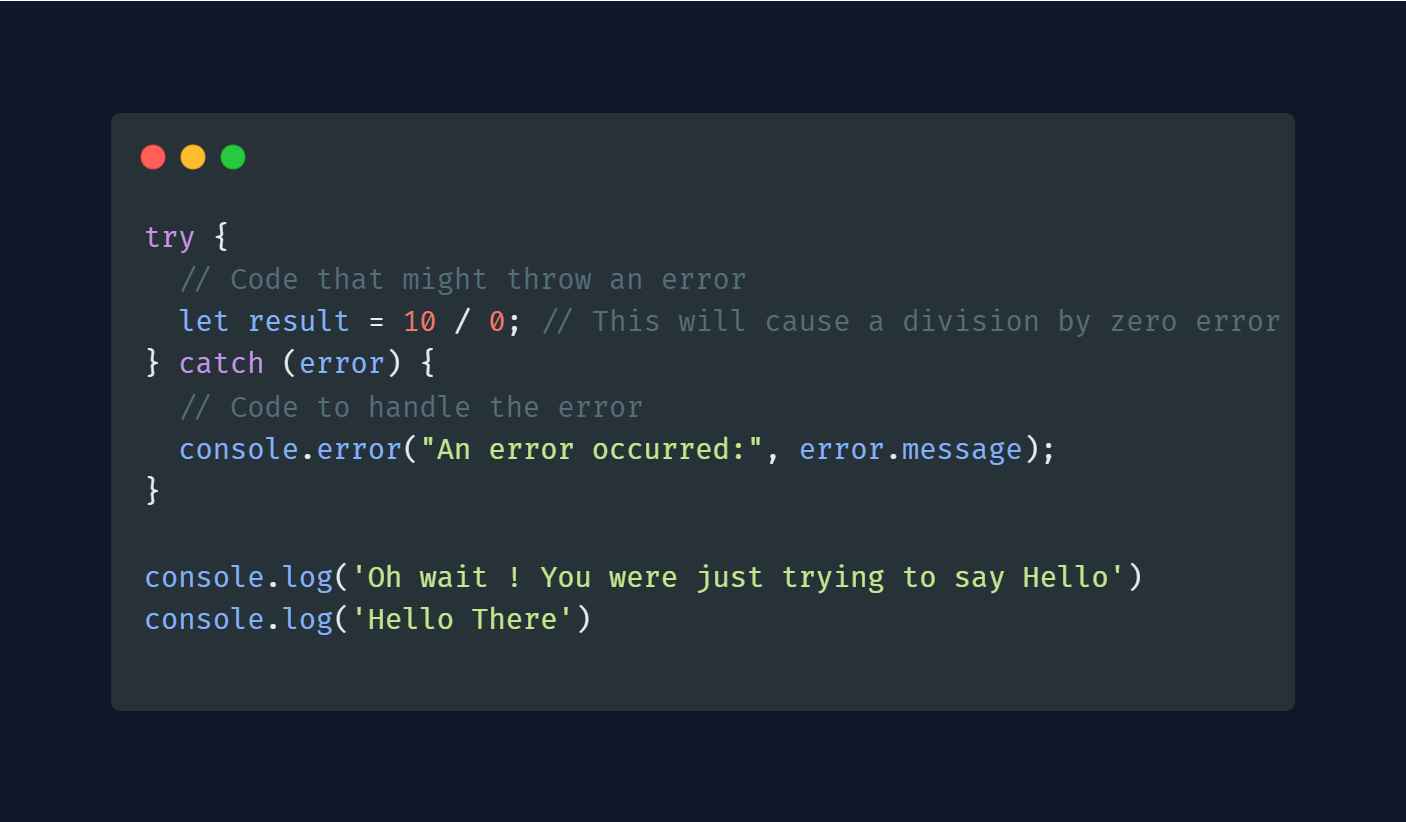 try {
  // Code that might throw an error
  let result = 10 / 0; // This will cause a division by zero error
} catch (error) {
  // Code to handle the error
  console.error("An error occurred:", error.message);
}

console.log('Oh wait ! You were just trying to say Hello')
console.log('Hello There')